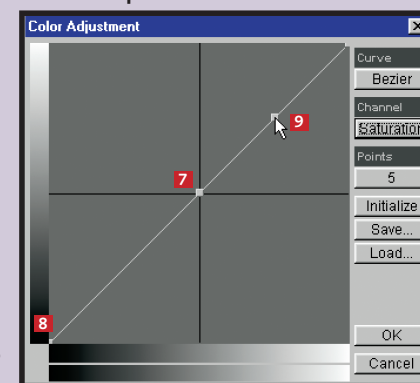 Color Adjustment
Curve
Bezier
Channel
Saturation
Points
5
Initialize
Save...
Load...
OK
Cancel
9
7
8